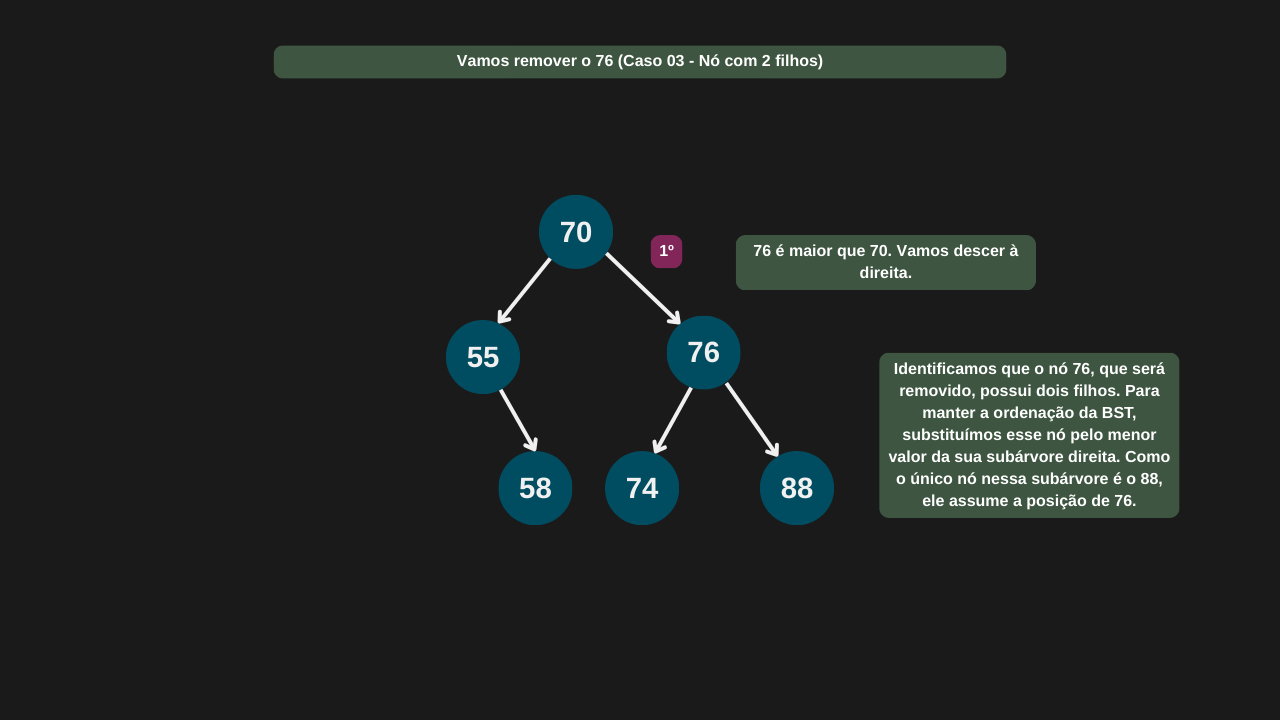 Vamos remover o 76 (Caso 03 - Nó com 2 filhos)
70
1º
76 é maior que 70. Vamos descer à
direita.
55
76
Identificamos que o nó 76, que será
removido, possui dois filhos. Para
manter a ordenação da BST,
substituímos esse nó pelo menor
valor da sua subárvore direita. Como
o único nó nessa subárvore é o 88,
ele assume a posição de 76.
58
74
88